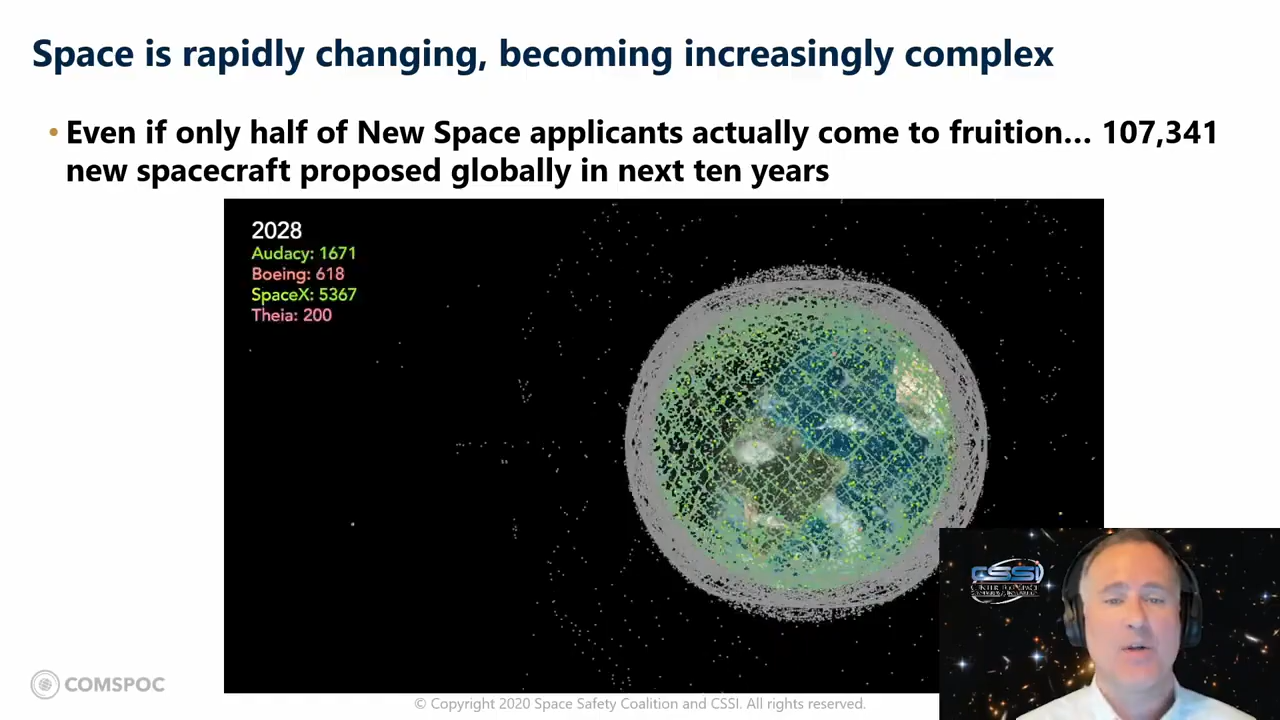 Space is rapidly changing, becoming increasingly complex
• Even if only half of New Space applicants actually come to fruition... 107,341
new spacecraft proposed globally in next ten years
2028
Audacy: 1671
Boeing: 618
SpaceX: 5367
Theia: 200
CSSI
COMSPOC
© Copyright 2020 Space Safety Coalition and CSSI. All rights reserved.